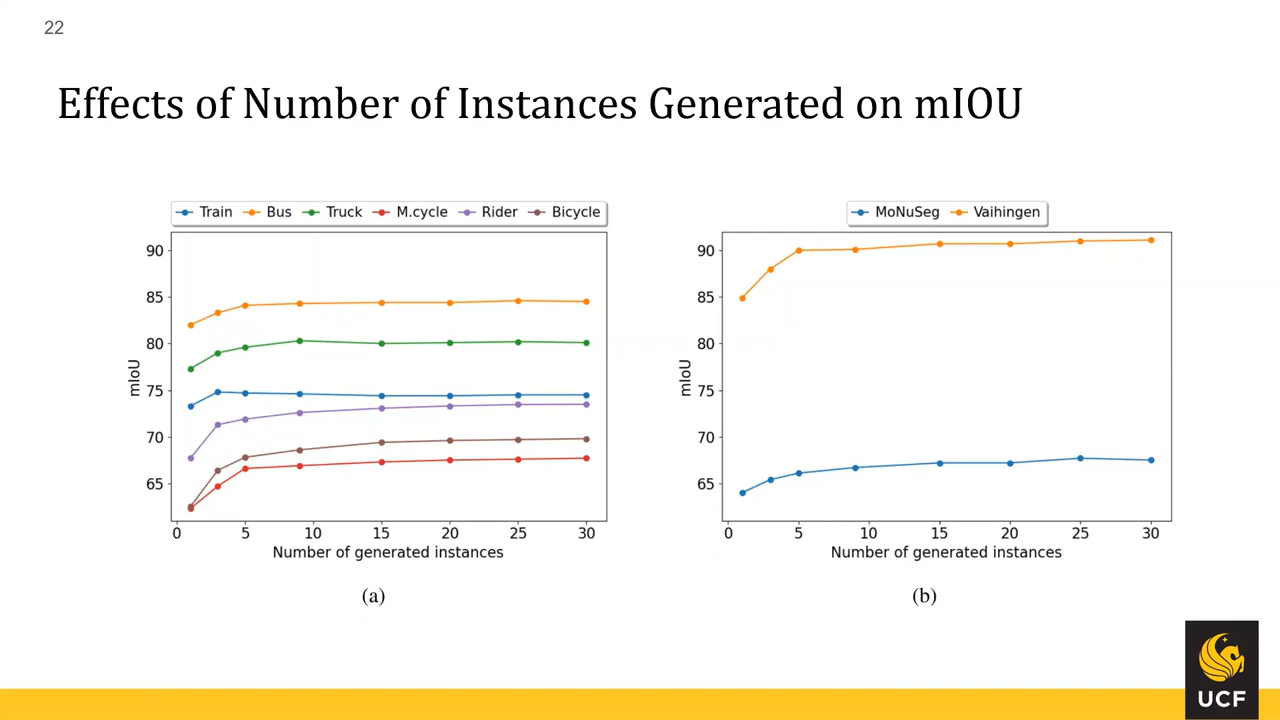 22
Effects of Number of Instances Generated on mIOU
Train Bus Truck M.cycle Rider Bicycle
90
85
80
75
70
65
mIoU
0 5 10 15 20 25 30
Number of generated instances
(a)
MoNuSeg Vaihingen
90
85
80
75
70
65
mIoU
0 5 10 15 20 25 30
Number of generated instances
(b)
UCF